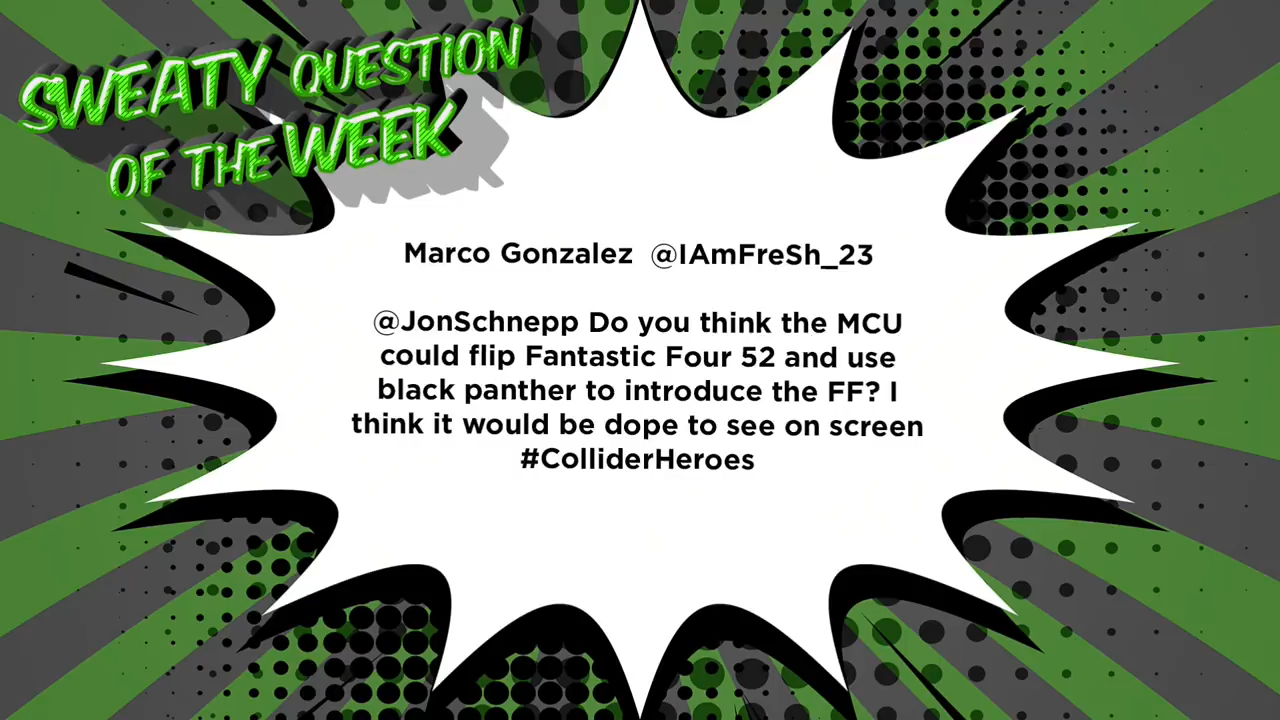 SWEATY QUESTION
OF THE WEEK
Marco Gonzalez @IAmFreSh_23
@JonSchnepp Do you think the MCU
could flip Fantastic Four 52 and use
black panther to introduce the FF? I
think it would be dope to see on screen
#ColliderHeroes